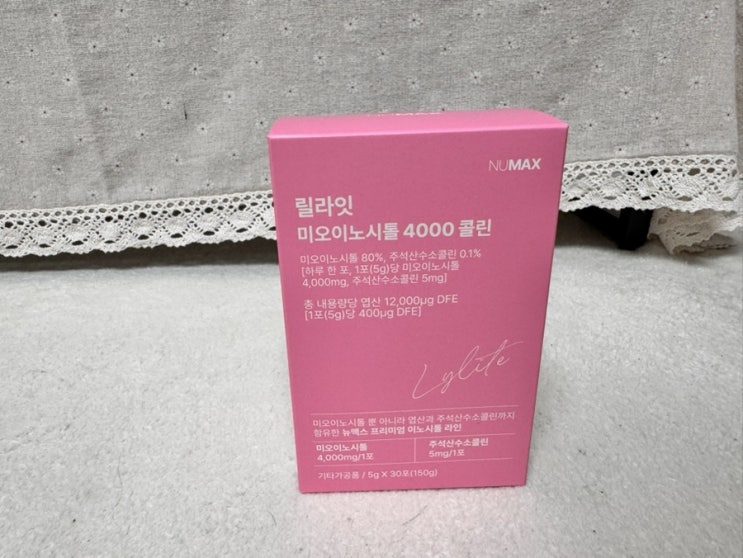 NUMAX
릴라잇
미오이노시톨 4000 콜린
미오이노시톨 80%, 주석산수소콜린 0.1%
[하루 한 포, 1포(5g)당 미오이노시톨
4,000mg, 주석산수소콜린 5mg]
총 내용량당 엽산 12,000µg DFE
[1포(5g)당 400µg DFE]
Lylite
미오이노시톨 뿐 아니라 엽산과 주석산수소콜린까지
함유한 뉴맥스 프리미엄 이노시톨 라인
미오이노시톨
4,000mg/1포
주석산수소콜린
5mg/1포
기타가공품 / 5g X 30포(150g)